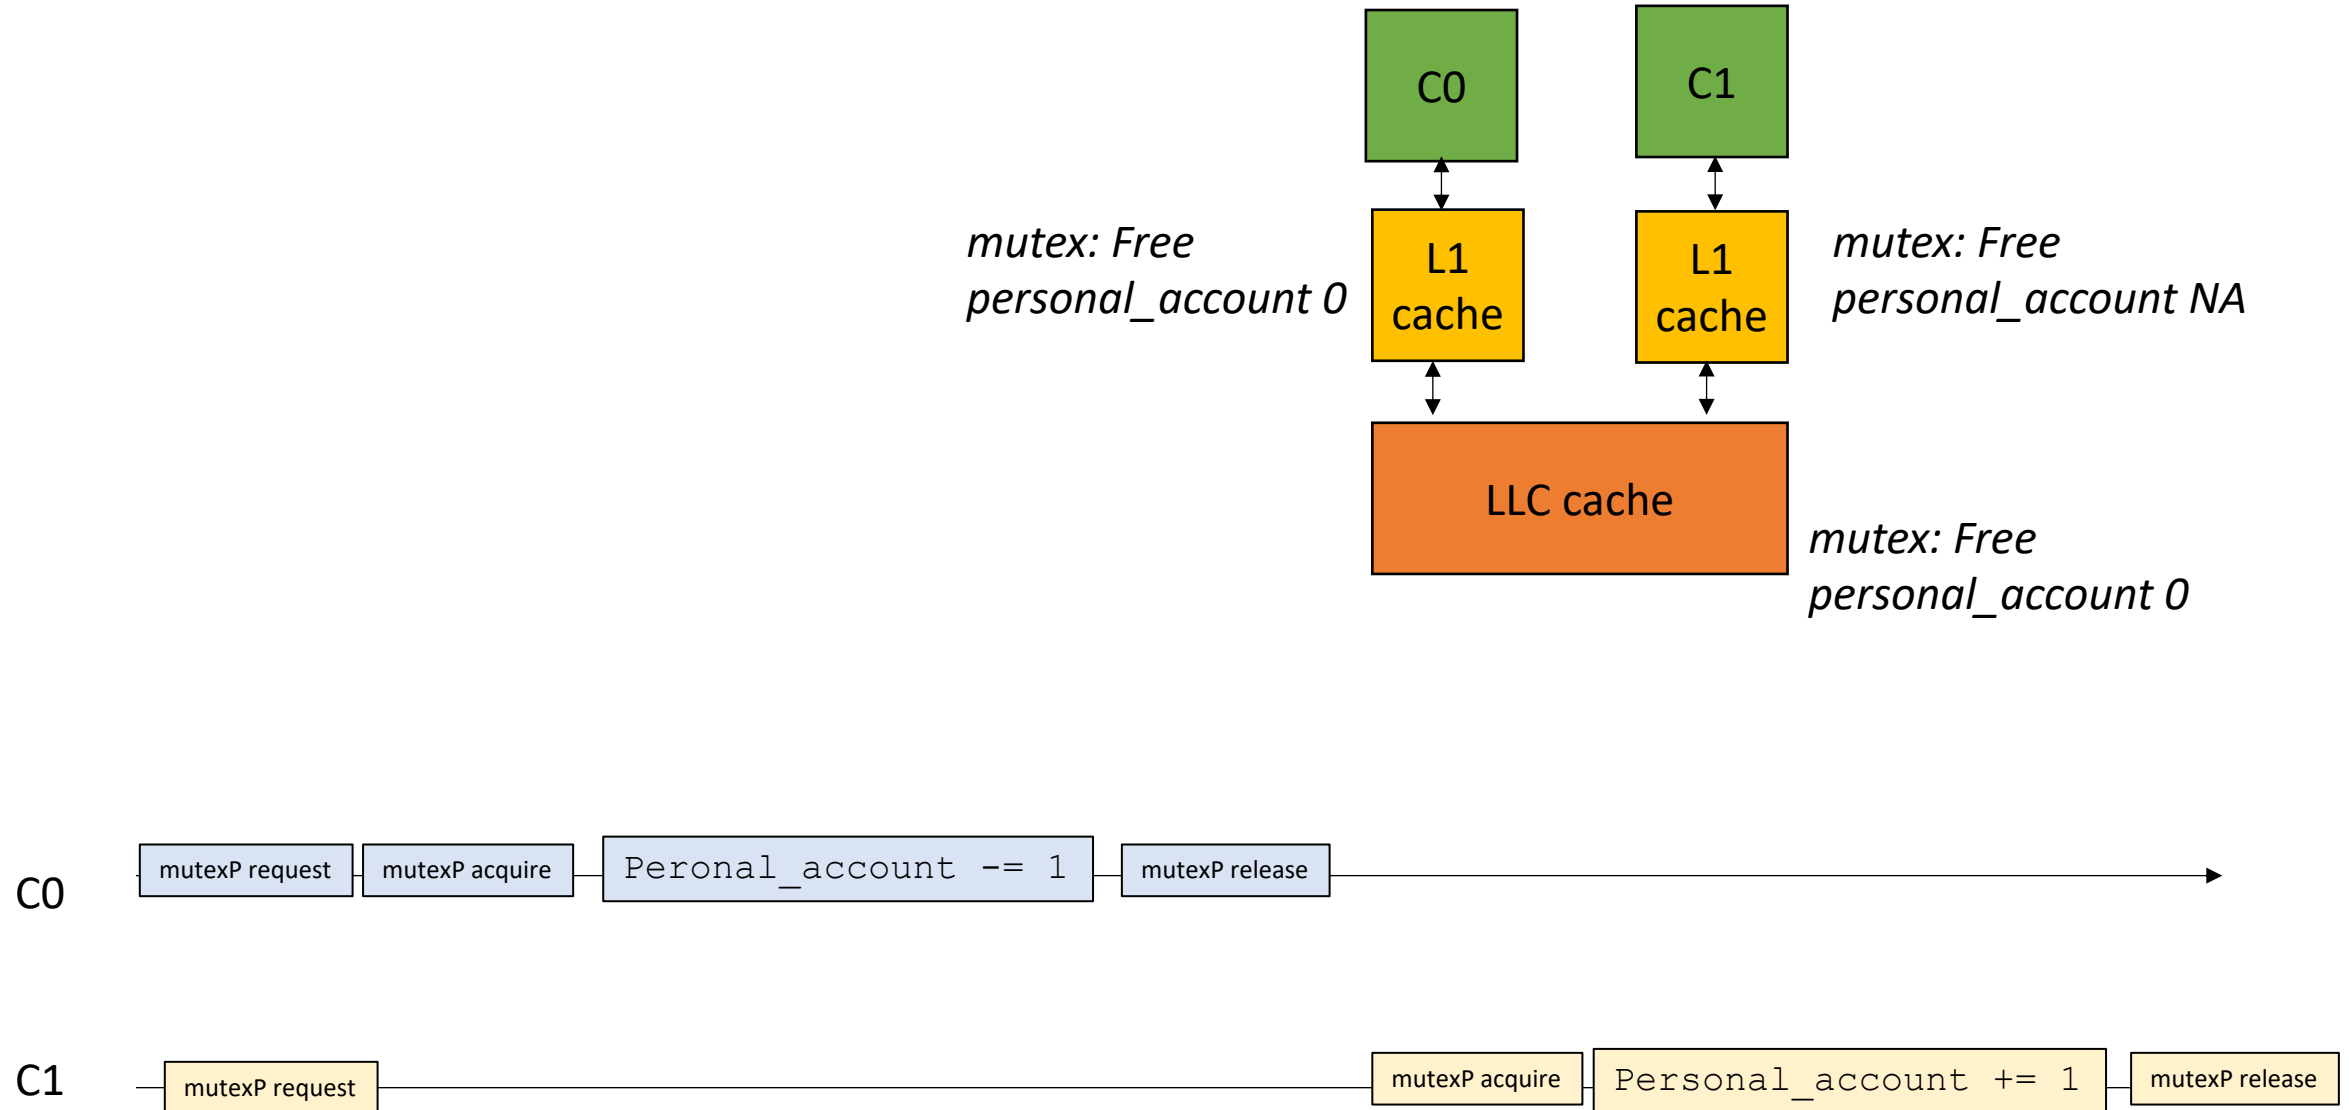 C0
C1
mutex: Free
personal_account 0
L1
cache
L1
cache
mutex: Free
personal_account NA
LLC cache
mutex: Free
personal_account 0
C0
mutexP request
mutexP acquire
Peronal_account -= 1
mutexP release
C1
mutexP request
mutexP acquire
Personal_account += 1
mutexP release